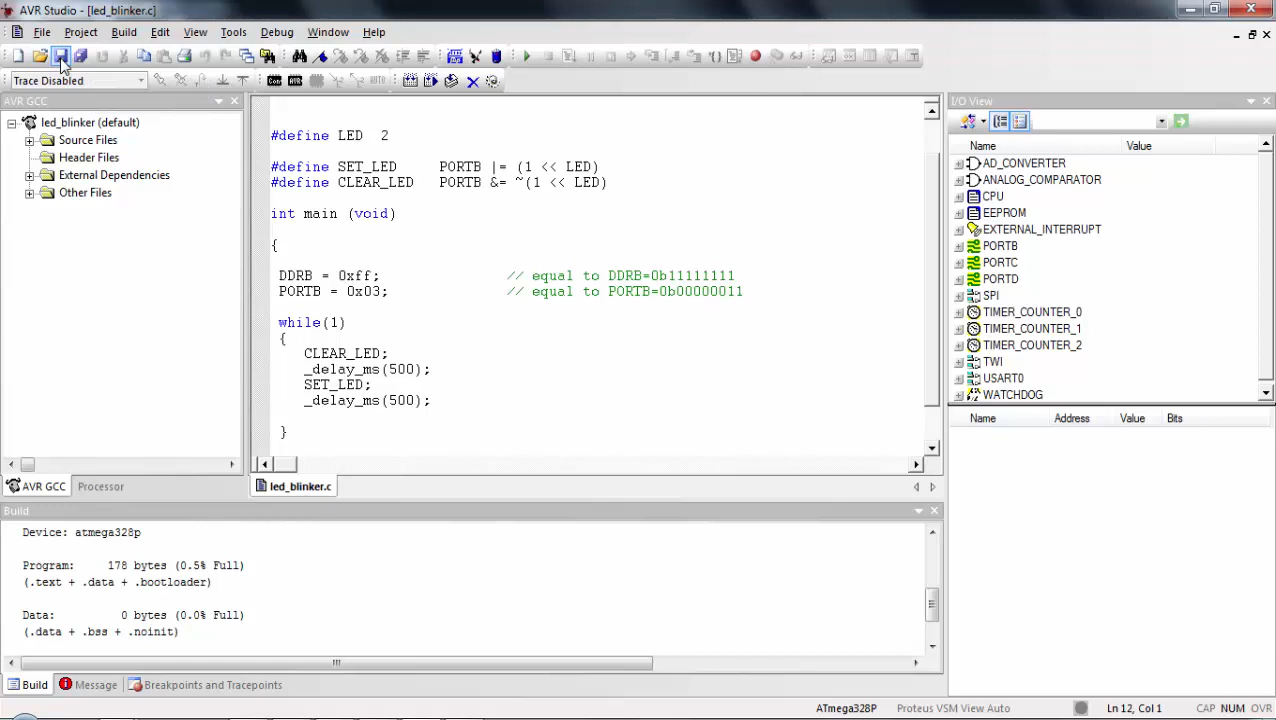 AVR Studio - [led_blinker.c]
File Project Build Edit View Tools Debug Window Help
Trace Disabled
Con AVR AUTO
AVR GCC
led_blinker (default)
Source Files
Header Files
External Dependencies
Other Files
AVR GCC Processor
#define LED 2
#define SET_LED PORTB |= (1 << LED)
#define CLEAR_LED PORTB &= ~(1 << LED)
int main (void)
{
DDRB = 0xff; // equal to DDRB=0b11111111
PORTB = 0x03; // equal to PORTB=0b00000011
while(1)
{
CLEAR_LED;
_delay_ms(500);
SET_LED;
_delay_ms(500);
}
led_blinker.c
I/O View
Name Value
AD_CONVERTER
ANALOG_COMPARATOR
CPU
EEPROM
EXTERNAL_INTERRUPT
PORTB
PORTC
PORTD
SPI
TIMER_COUNTER_0
TIMER_COUNTER_1
TIMER_COUNTER_2
TWI
USART0
WATCHDOG
Name Address Value Bits
Build
Device: atmega328p
Program: 178 bytes (0.5% Full)
(.text + .data + .bootloader)
Data: 0 bytes (0.0% Full)
(.data + .bss + .noinit)
Build Message Breakpoints and Tracepoints
ATmega328P Proteus VSM View Auto Ln 12, Col 1 CAP NUM OVR